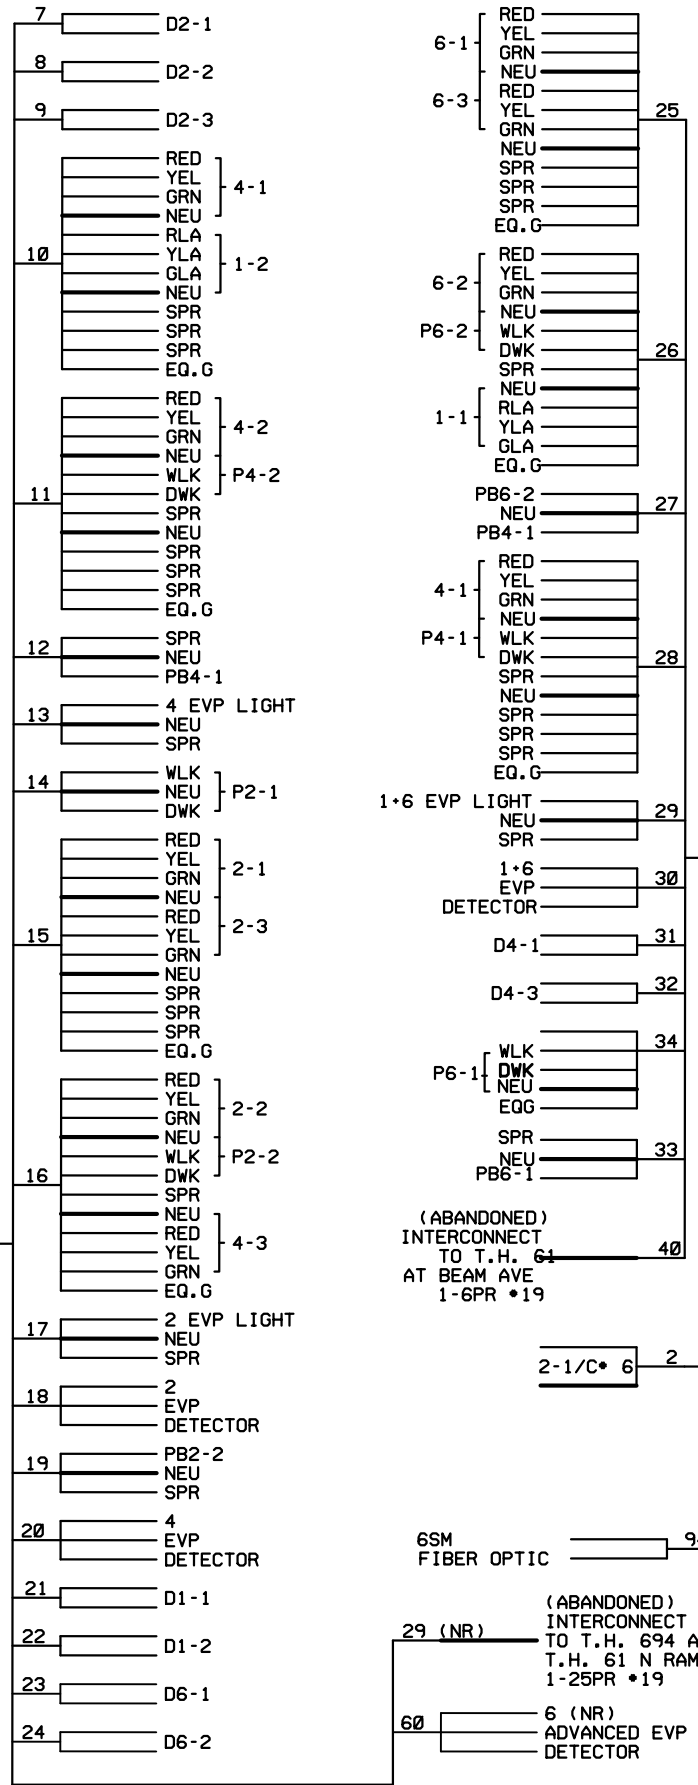 7
D2-1
8
D2-2
9
D2-3
10
RED
YEL
GRN
NEU
4-1
RLA
YLA
GLA
NEU
1-2
SPR
SPR
SPR
EQ.G
11
RED
YEL
GRN
NEU
4-2
WLK
DWK
P4-2
SPR
NEU
SPR
SPR
SPR
EQ.G
12
SPR
NEU
PB4-1
13
4 EVP LIGHT
NEU
SPR
14
WLK
NEU
DWK
P2-1
15
RED
YEL
GRN
NEU
2-1
RED
YEL
GRN
2-3
NEU
SPR
SPR
SPR
EQ.G
16
RED
YEL
GRN
NEU
2-2
WLK
DWK
P2-2
SPR
NEU
RED
YEL
GRN
4-3
EQ.G
17
2 EVP LIGHT
NEU
SPR
18
2
EVP
DETECTOR
19
PB2-2
NEU
SPR
20
4
EVP
DETECTOR
21
D1-1
22
D1-2
23
D6-1
24
D6-2
25
6-1
RED
YEL
GRN
NEU
6-3
RED
YEL
GRN
NEU
SPR
SPR
SPR
EQ.G
26
6-2
RED
YEL
GRN
NEU
P6-2
WLK
DWK
SPR
1-1
NEU
RLA
YLA
GLA
EQ.G
27
PB6-2
NEU
PB4-1
28
4-1
RED
YEL
GRN
NEU
P4-1
WLK
DWK
SPR
NEU
SPR
SPR
SPR
EQ.G
29
1+6 EVP LIGHT
NEU
SPR
30
1+6
EVP
DETECTOR
31
D4-1
32
D4-3
34
P6-1
WLK
DWK
NEU
EQG
33
SPR
NEU
PB6-1
40
(ABANDONED)
INTERCONNECT
TO T.H. 61
AT BEAM AVE
1-6PR •19
2-1/C• 6
2
6SM
FIBER OPTIC
9
29 (NR)
(ABANDONED)
INTERCONNECT
TO T.H. 694 A
T.H. 61 N RAM
1-25PR •19
60
6 (NR)
ADVANCED EVP
DETECTOR